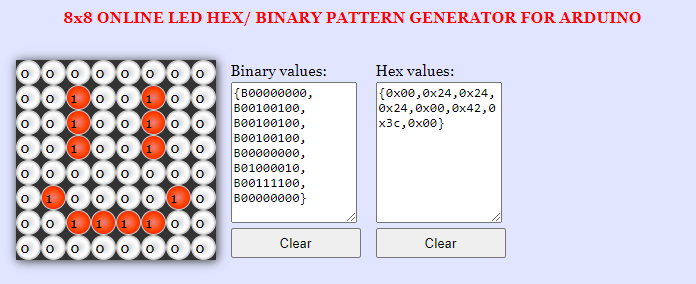 8x8 ONLINE LED HEX/ BINARY PATTERN GENERATOR FOR ARDUINO
0 0 0 0 0 0 0 0
0 0 1 0 0 1 0 0
0 0 1 0 0 1 0 0
0 0 1 0 0 1 0 0
0 0 0 0 0 0 0 0
0 1 0 0 0 0 1 0
0 0 1 1 1 1 0 0
0 0 0 0 0 0 0 0
Binary values:
{B00000000,
B00100100,
B00100100,
B00100100,
B00000000,
B01000010,
B00111100,
B00000000}
Clear
Hex values:
{0x00,0x24,0x24,
0x24,0x00,0x42,0
x3c,0x00}
Clear